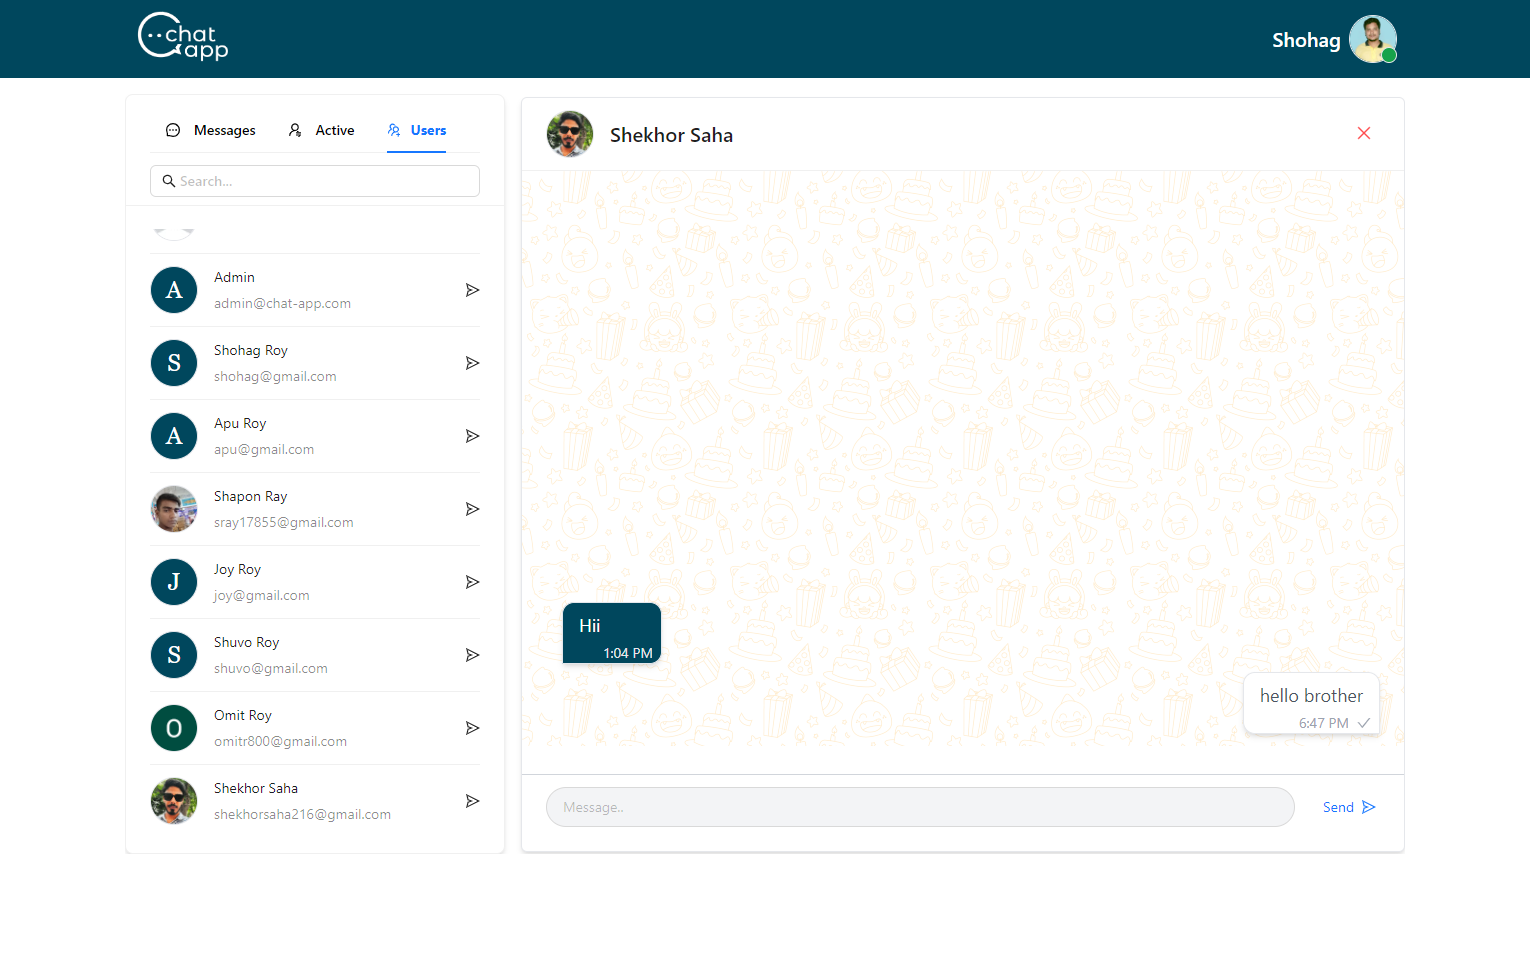 chat
app
Shohag
Messages
Active
Users
Search...
A
Admin
admin@chat-app.com
S
Shohag Roy
shohag@gmail.com
A
Apu Roy
apu@gmail.com
Shapon Ray
sray17855@gmail.com
J
Joy Roy
joy@gmail.com
S
Shuvo Roy
shuvo@gmail.com
O
Omit Roy
omitr800@gmail.com
Shekhor Saha
shekhorsaha216@gmail.com
Shekhor Saha
Hii
1:04 PM
hello brother
6:47 PM
Message..
Send